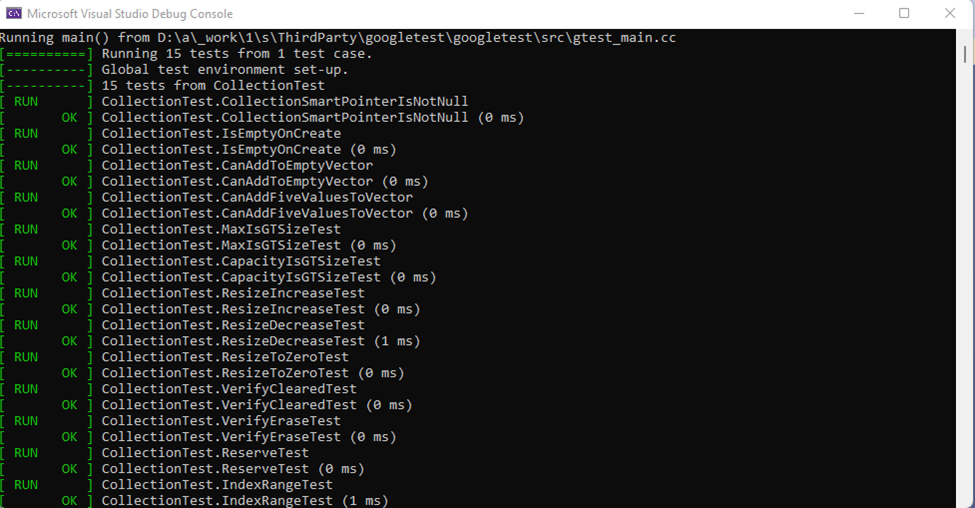 Microsoft Visual Studio Debug Console
Running main() from D:\a\_work\1\s\ThirdParty\googletest\googletest\src\gtest_main.cc
[==========] Running 15 tests from 1 test case.
[----------] Global test environment set-up.
[----------] 15 tests from CollectionTest
[ RUN      ] CollectionTest.CollectionSmartPointerIsNotNull
[       OK ] CollectionTest.CollectionSmartPointerIsNotNull (0 ms)
[ RUN      ] CollectionTest.IsEmptyOnCreate
[       OK ] CollectionTest.IsEmptyOnCreate (0 ms)
[ RUN      ] CollectionTest.CanAddToEmptyVector
[       OK ] CollectionTest.CanAddToEmptyVector (0 ms)
[ RUN      ] CollectionTest.CanAddFiveValuesToVector
[       OK ] CollectionTest.CanAddFiveValuesToVector (0 ms)
[ RUN      ] CollectionTest.MaxIsGTSizeTest
[       OK ] CollectionTest.MaxIsGTSizeTest (0 ms)
[ RUN      ] CollectionTest.CapacityIsGTSizeTest
[       OK ] CollectionTest.CapacityIsGTSizeTest (0 ms)
[ RUN      ] CollectionTest.ResizeIncreaseTest
[       OK ] CollectionTest.ResizeIncreaseTest (0 ms)
[ RUN      ] CollectionTest.ResizeDecreaseTest
[       OK ] CollectionTest.ResizeDecreaseTest (1 ms)
[ RUN      ] CollectionTest.ResizeToZeroTest
[       OK ] CollectionTest.ResizeToZeroTest (0 ms)
[ RUN      ] CollectionTest.VerifyClearedTest
[       OK ] CollectionTest.VerifyClearedTest (0 ms)
[ RUN      ] CollectionTest.VerifyEraseTest
[       OK ] CollectionTest.VerifyEraseTest (0 ms)
[ RUN      ] CollectionTest.ReserveTest
[       OK ] CollectionTest.ReserveTest (0 ms)
[ RUN      ] CollectionTest.IndexRangeTest
[       OK ] CollectionTest.IndexRangeTest (1 ms)